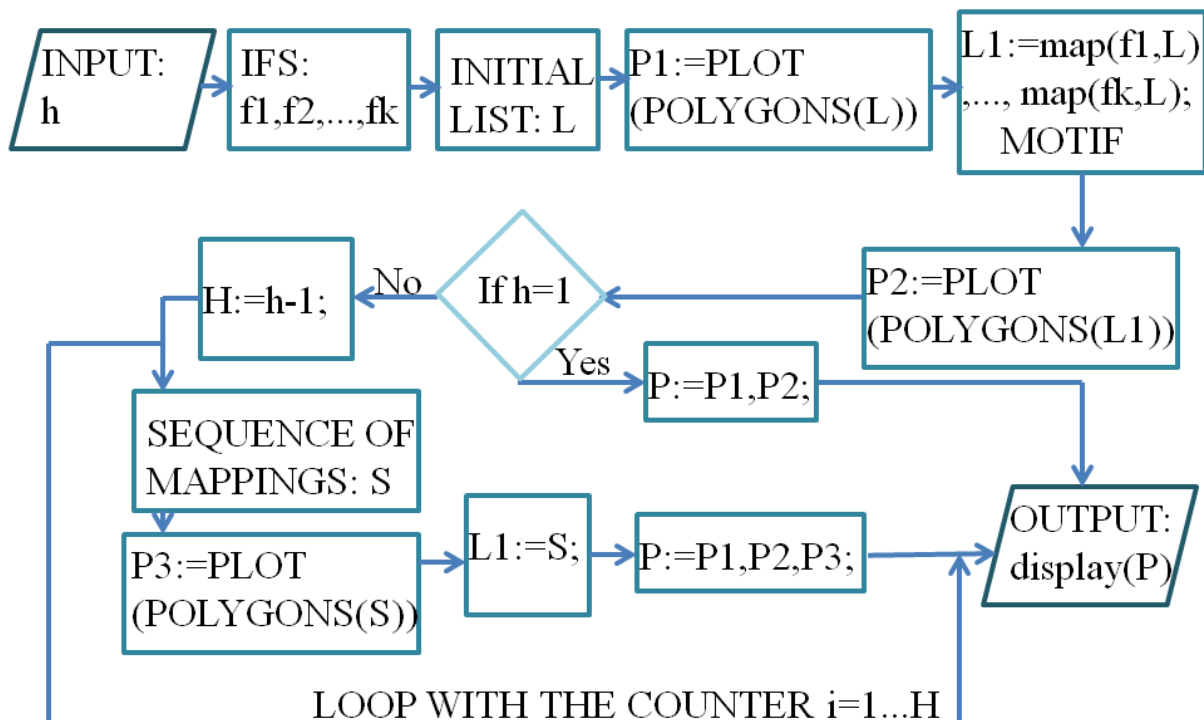 INPUT:
h
IFS:
f1,f2,...,fk
INITIAL
LIST: L
P1:=PLOT
(POLYGONS(L))
L1:=map(f1,L)
,..., map(fk,L);
MOTIF
P2:=PLOT
(POLYGONS(L1))
If h=1
No
H:=h-1;
Yes
P:=P1,P2;
SEQUENCE OF
MAPPINGS: S
P3:=PLOT
(POLYGONS(S))
L1:=S;
P:=P1,P2,P3;
OUTPUT:
display(P)
LOOP WITH THE COUNTER i=1...H